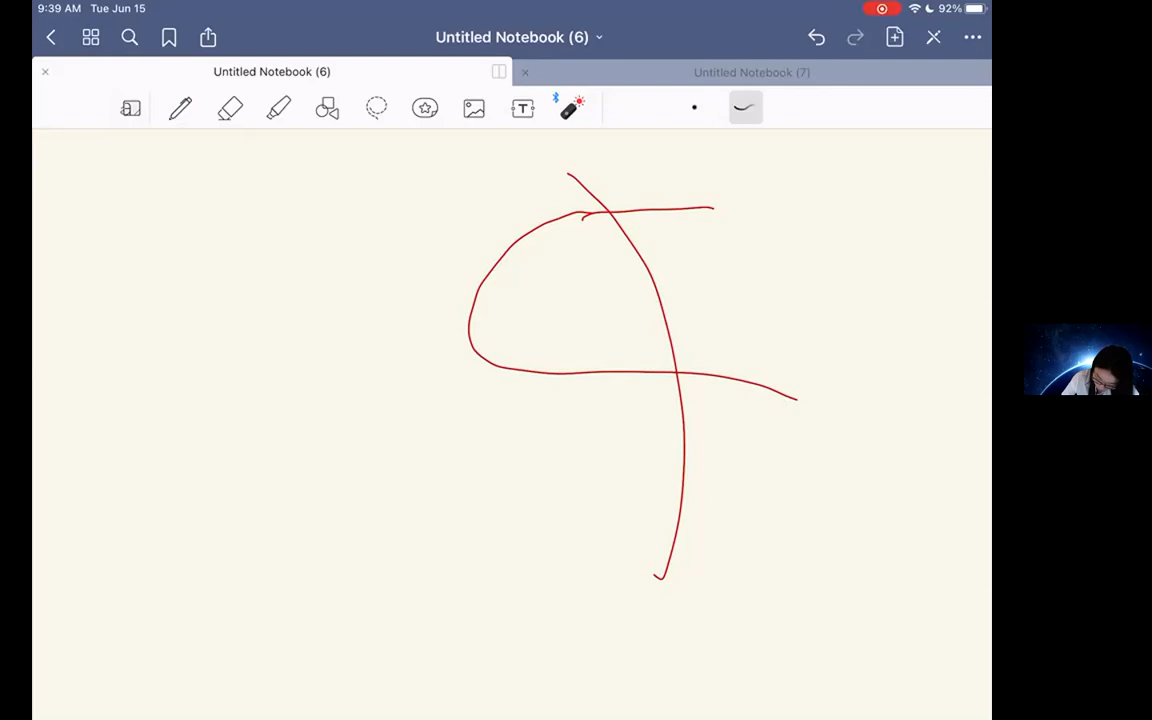 9:39 AM Tue Jun 15
92%
Untitled Notebook (6)
Untitled Notebook (6)
Untitled Notebook (7)
T